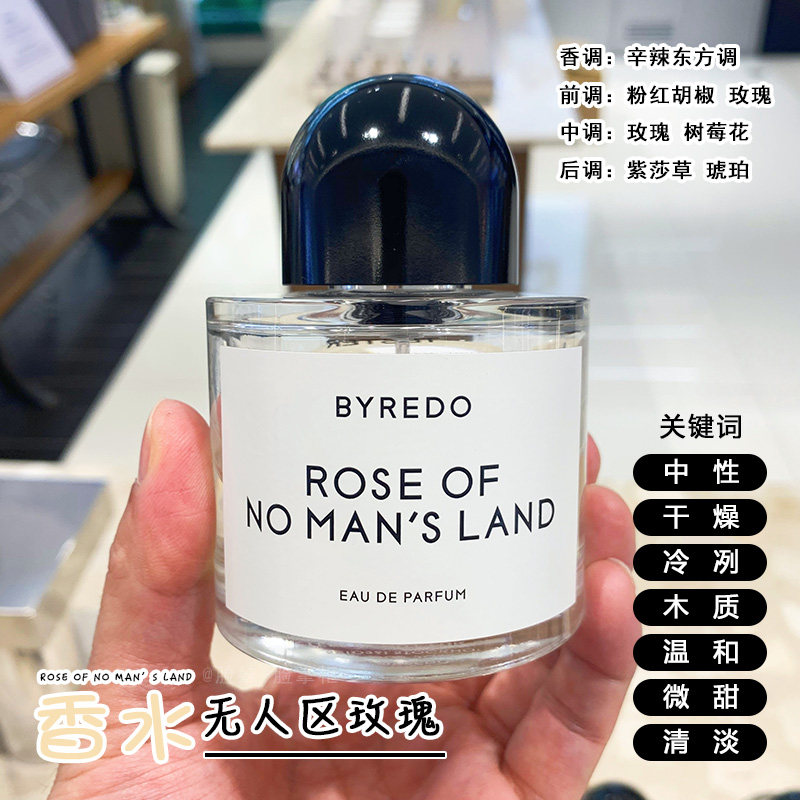 香调：辛辣东方调
前调：粉红胡椒 玫瑰
中调：玫瑰 树莓花
后调：紫莎草 琥珀
BYREDO
ROSE OF
NO MAN'S LAND
EAU DE PARFUM
关键词
中性
干燥
冷冽
木质
温和
微甜
清淡
ROSE OF NO MAN'S LAND
香水无人区玫瑰